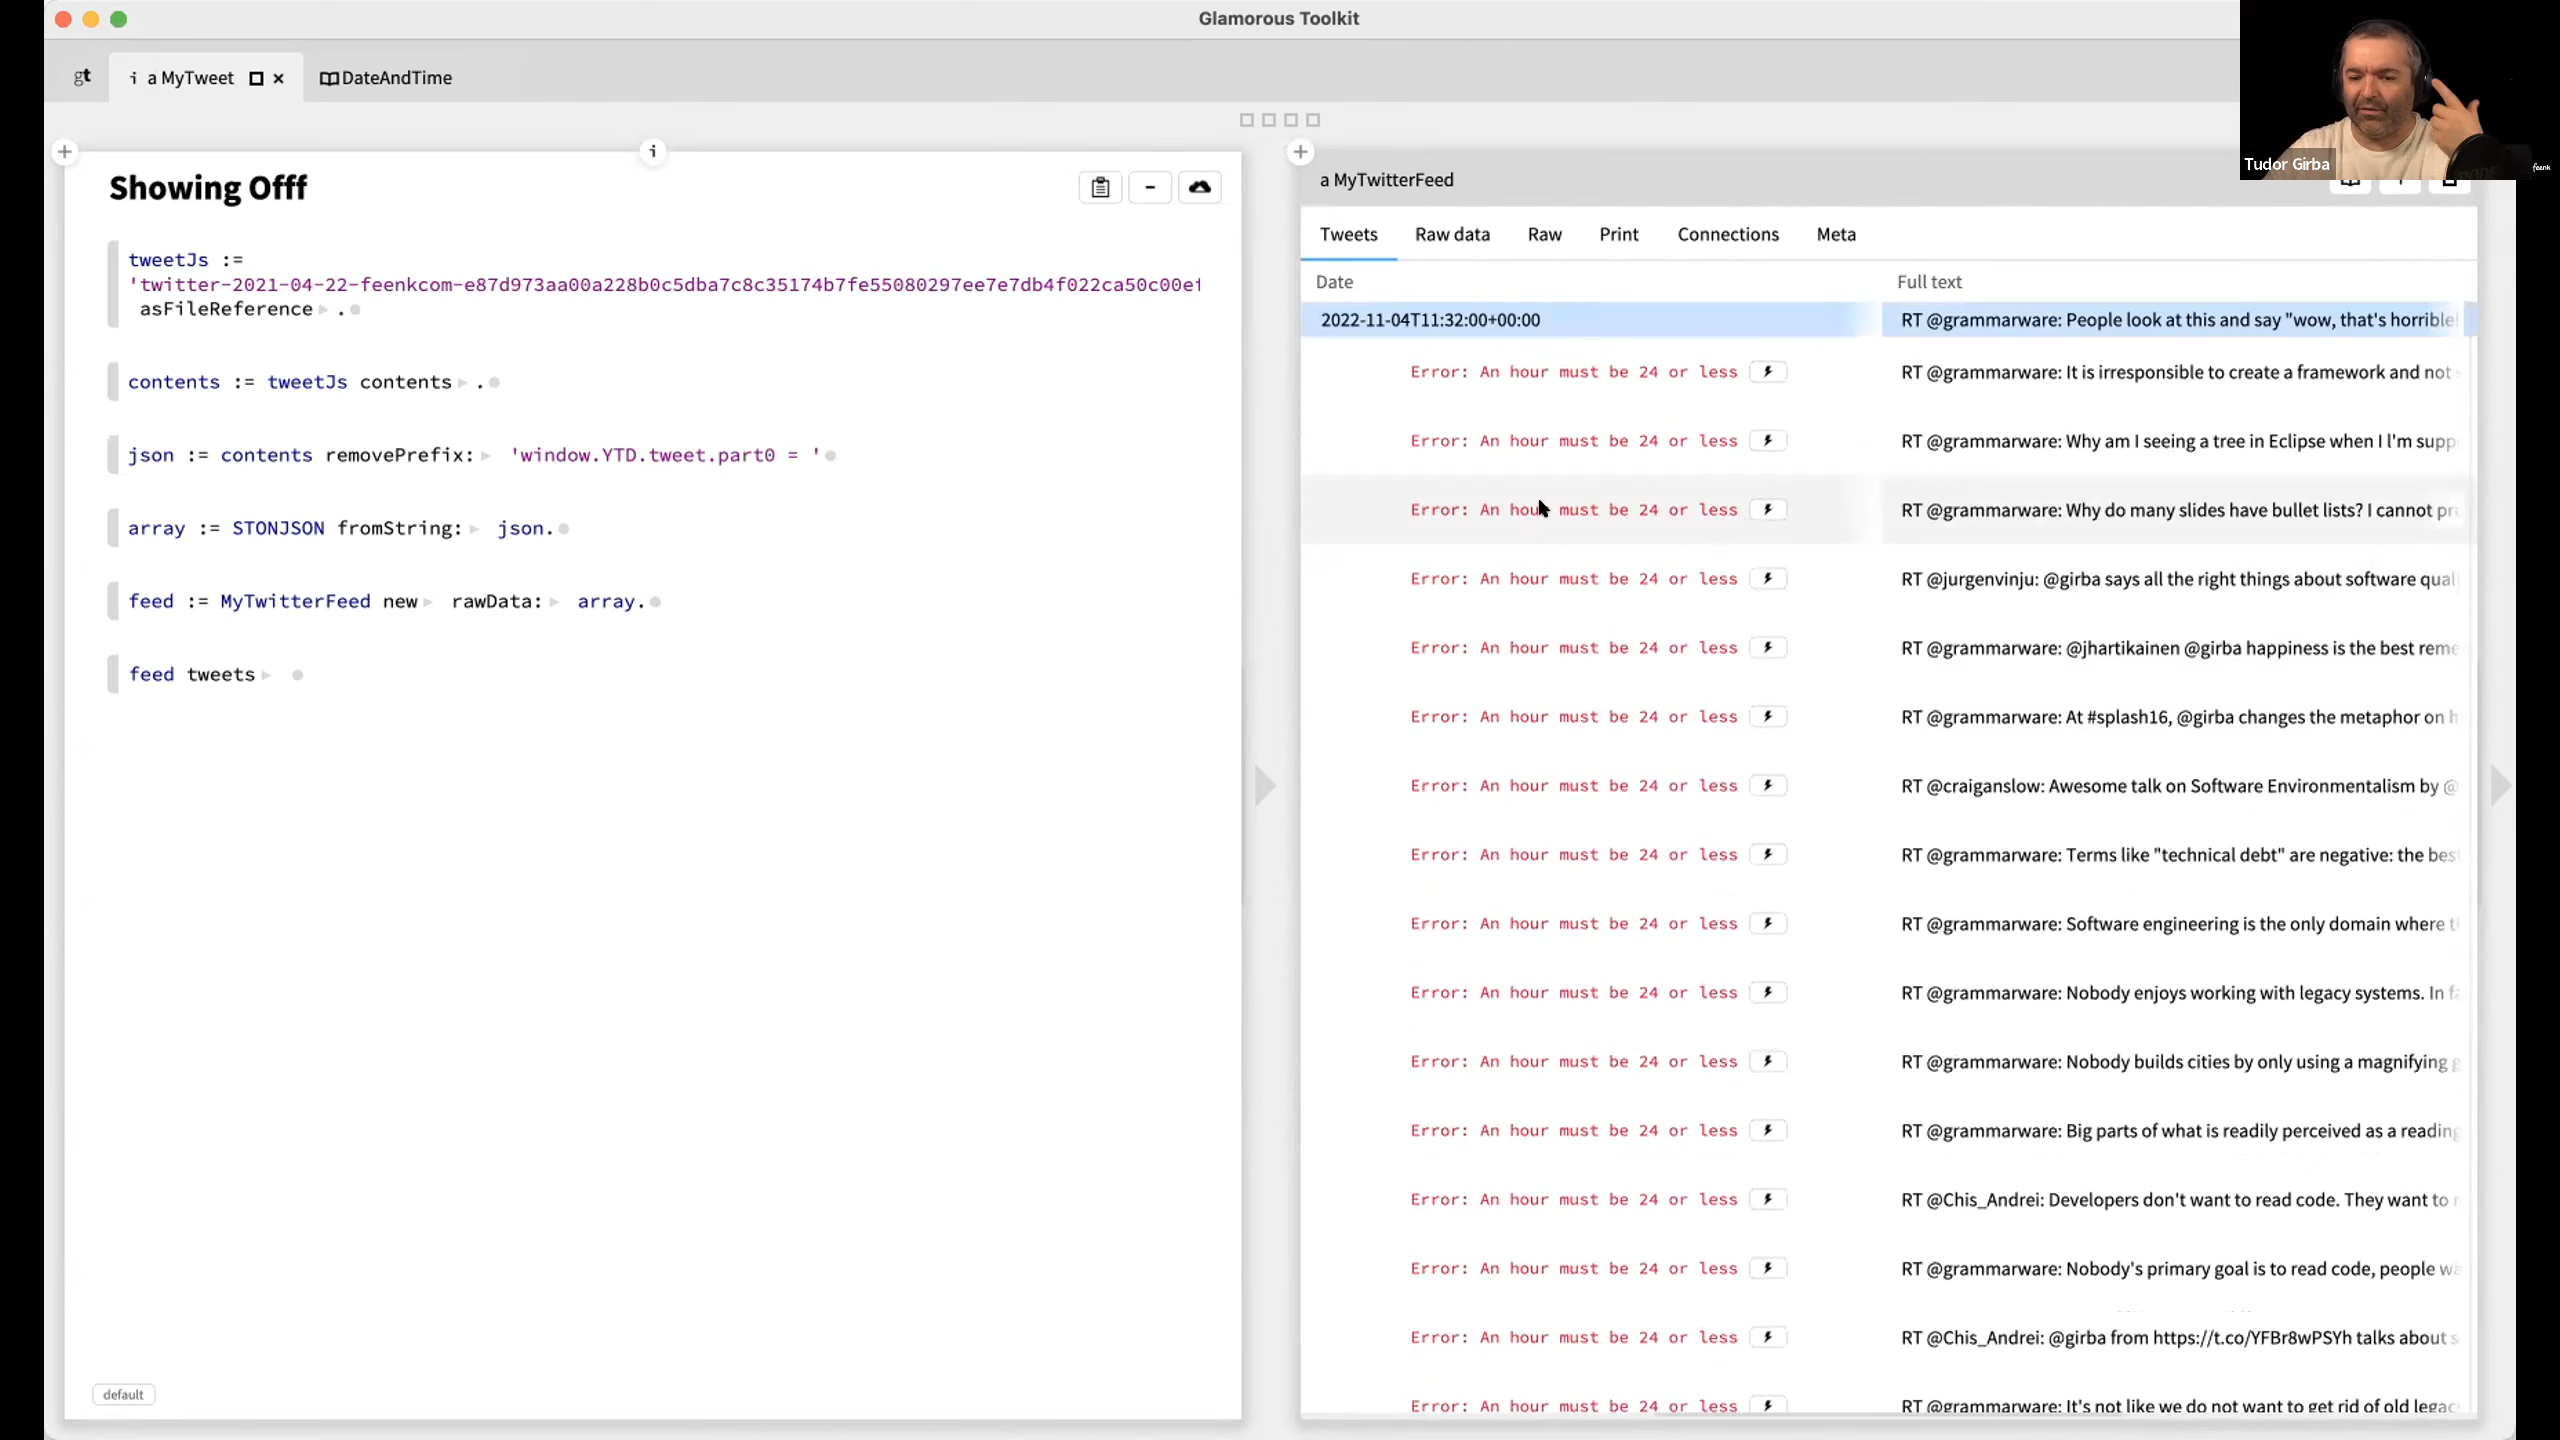 Glamorous Toolkit
gt
i a MyTweet
DateAndTime
Tudor Girba
feenk
Showing Offf
tweetJs :=
'twitter-2021-04-22-feenkcom-e87d973aa00a228b0c5dba7c8c35174b7fe55080297ee7e7db4f022ca50c00e
asFileReference .
contents := tweetJs contents .
json := contents removePrefix: 'window.YTD.tweet.part0 = '
array := STONJSON fromString: json.
feed := MyTwitterFeed new rawData: array.
feed tweets
default
a MyTwitterFeed
Tweets Raw data Raw Print Connections Meta
Date Full text
2022-11-04T11:32:00+00:00 RT @grammarware: People look at this and say "wow, that's horrible!
Error: An hour must be 24 or less RT @grammarware: It is irresponsible to create a framework and not
Error: An hour must be 24 or less RT @grammarware: Why am I seeing a tree in Eclipse when I I'm supp
Error: An hour must be 24 or less RT @grammarware: Why do many slides have bullet lists? I cannot pr
Error: An hour must be 24 or less RT @jurgenvinju: @girba says all the right things about software qual
Error: An hour must be 24 or less RT @grammarware: @jhartikainen @girba happiness is the best reme
Error: An hour must be 24 or less RT @grammarware: At #splash16, @girba changes the metaphor on h
Error: An hour must be 24 or less RT @craiganslow: Awesome talk on Software Environmentalism by @
Error: An hour must be 24 or less RT @grammarware: Terms like "technical debt" are negative: the bes
Error: An hour must be 24 or less RT @grammarware: Software engineering is the only domain where t
Error: An hour must be 24 or less RT @grammarware: Nobody enjoys working with legacy systems. In fa
Error: An hour must be 24 or less RT @grammarware: Nobody builds cities by only using a magnifying g
Error: An hour must be 24 or less RT @grammarware: Big parts of what is readily perceived as a reading
Error: An hour must be 24 or less RT @Chis_Andrei: Developers don't want to read code. They want to
Error: An hour must be 24 or less RT @grammarware: Nobody's primary goal is to read code, people wa
Error: An hour must be 24 or less RT @Chis_Andrei: @girba from https://t.co/YFBr8wPSYh talks about s
Error: An hour must be 24 or less RT @grammarware: It's not like we do not want to get rid of old legac